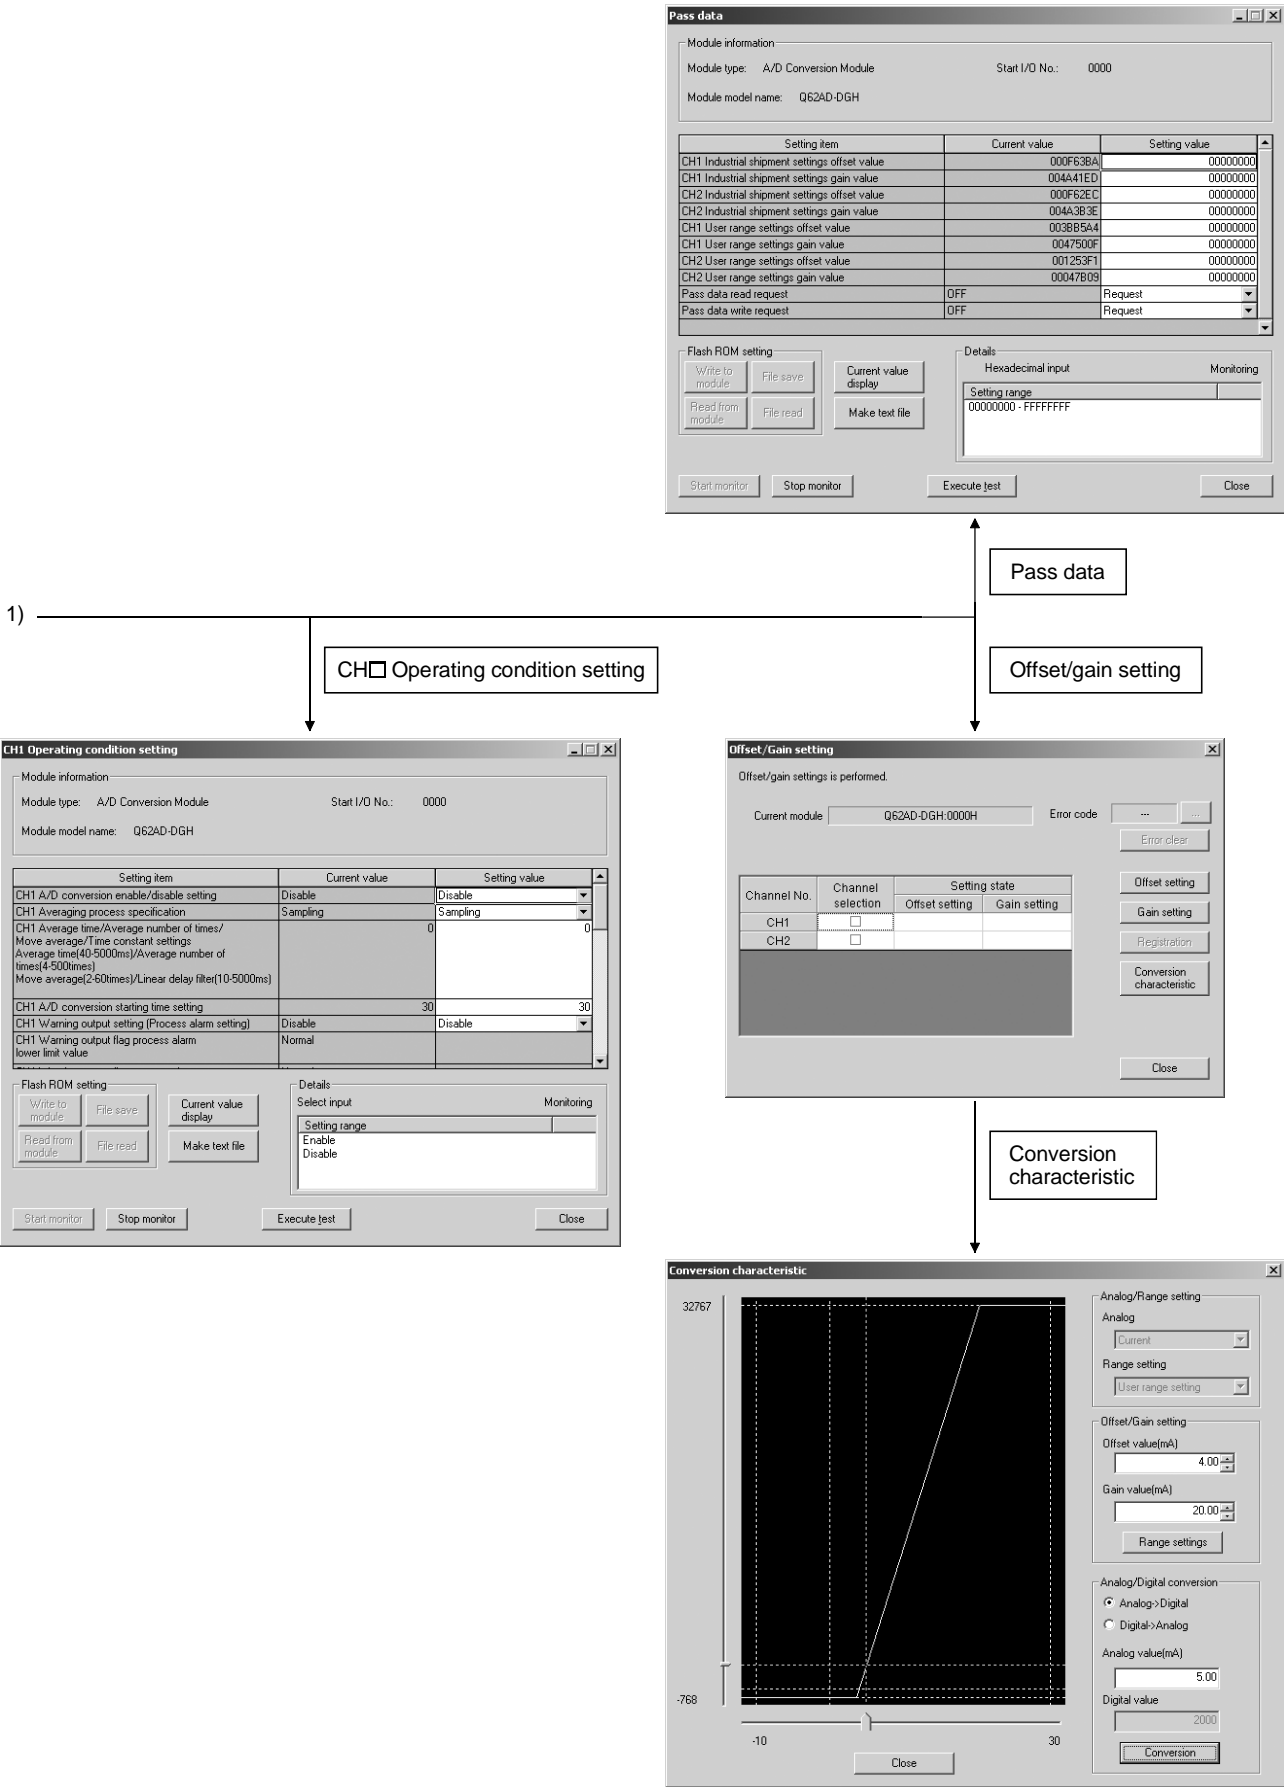 Pass data
Module information
Module type: A/D Conversion Module Start I/O No.: 0000
Module model name: Q62AD-DGH
Setting item Current value Setting value
CH1 Industrial shipment settings offset value 000F63BA 00000000
CH1 Industrial shipment settings gain value 004A41ED 00000000
CH2 Industrial shipment settings offset value 000F62EC 00000000
CH2 Industrial shipment settings gain value 004A3B3E 00000000
CH1 User range settings offset value 003BB5A4 00000000
CH1 User range settings gain value 0047500F 00000000
CH2 User range settings offset value 001253F1 00000000
CH2 User range settings gain value 00047B09 00000000
Pass data read request OFF Request
Pass data write request OFF Request
Flash ROM setting
Write to module
File save
Read from module
File read
Current value display
Make text file
Details
Hexadecimal input Monitoring
Setting range
00000000 - FFFFFFFF
Start monitor Stop monitor Execute test Close
Pass data
1)
CH□ Operating condition setting
Offset/gain setting
CH1 Operating condition setting
Module information
Module type: A/D Conversion Module Start I/O No.: 0000
Module model name: Q62AD-DGH
Setting item Current value Setting value
CH1 A/D conversion enable/disable setting Disable Disable
CH1 Averaging process specification Sampling Sampling
CH1 Average time/Average number of times/ 0 0
Move average/Time constant settings
Average time(40-5000ms)/Average number of
times(4-500times)
Move average(2-60times)/Linear delay filter(10-5000ms)
CH1 A/D conversion starting time setting 30 30
CH1 Warning output setting (Process alarm setting) Disable Disable
CH1 Warning output flag process alarm Normal
lower limit value
Flash ROM setting
Write to module
File save
Read from module
File read
Current value display
Make text file
Details
Select input Monitoring
Setting range
Enable
Disable
Start monitor Stop monitor Execute test Close
Offset/Gain setting
Offset/gain settings is performed.
Current module Q62AD-DGH:0000H Error code --- ...
Error clear
Channel No. Channel selection Setting state
Offset setting Gain setting
CH1
CH2
Offset setting
Gain setting
Registration
Conversion
characteristic
Close
Conversion
characteristic
Conversion characteristic
32767
-768
-10 30
Close
Analog/Range setting
Analog
Current
Range setting
User range setting
Offset/Gain setting
Offset value(mA)
4.00
Gain value(mA)
20.00
Range settings
Analog/Digital conversion
Analog->Digital
Digital->Analog
Analog value(mA)
5.00
Digital value
2000
Conversion